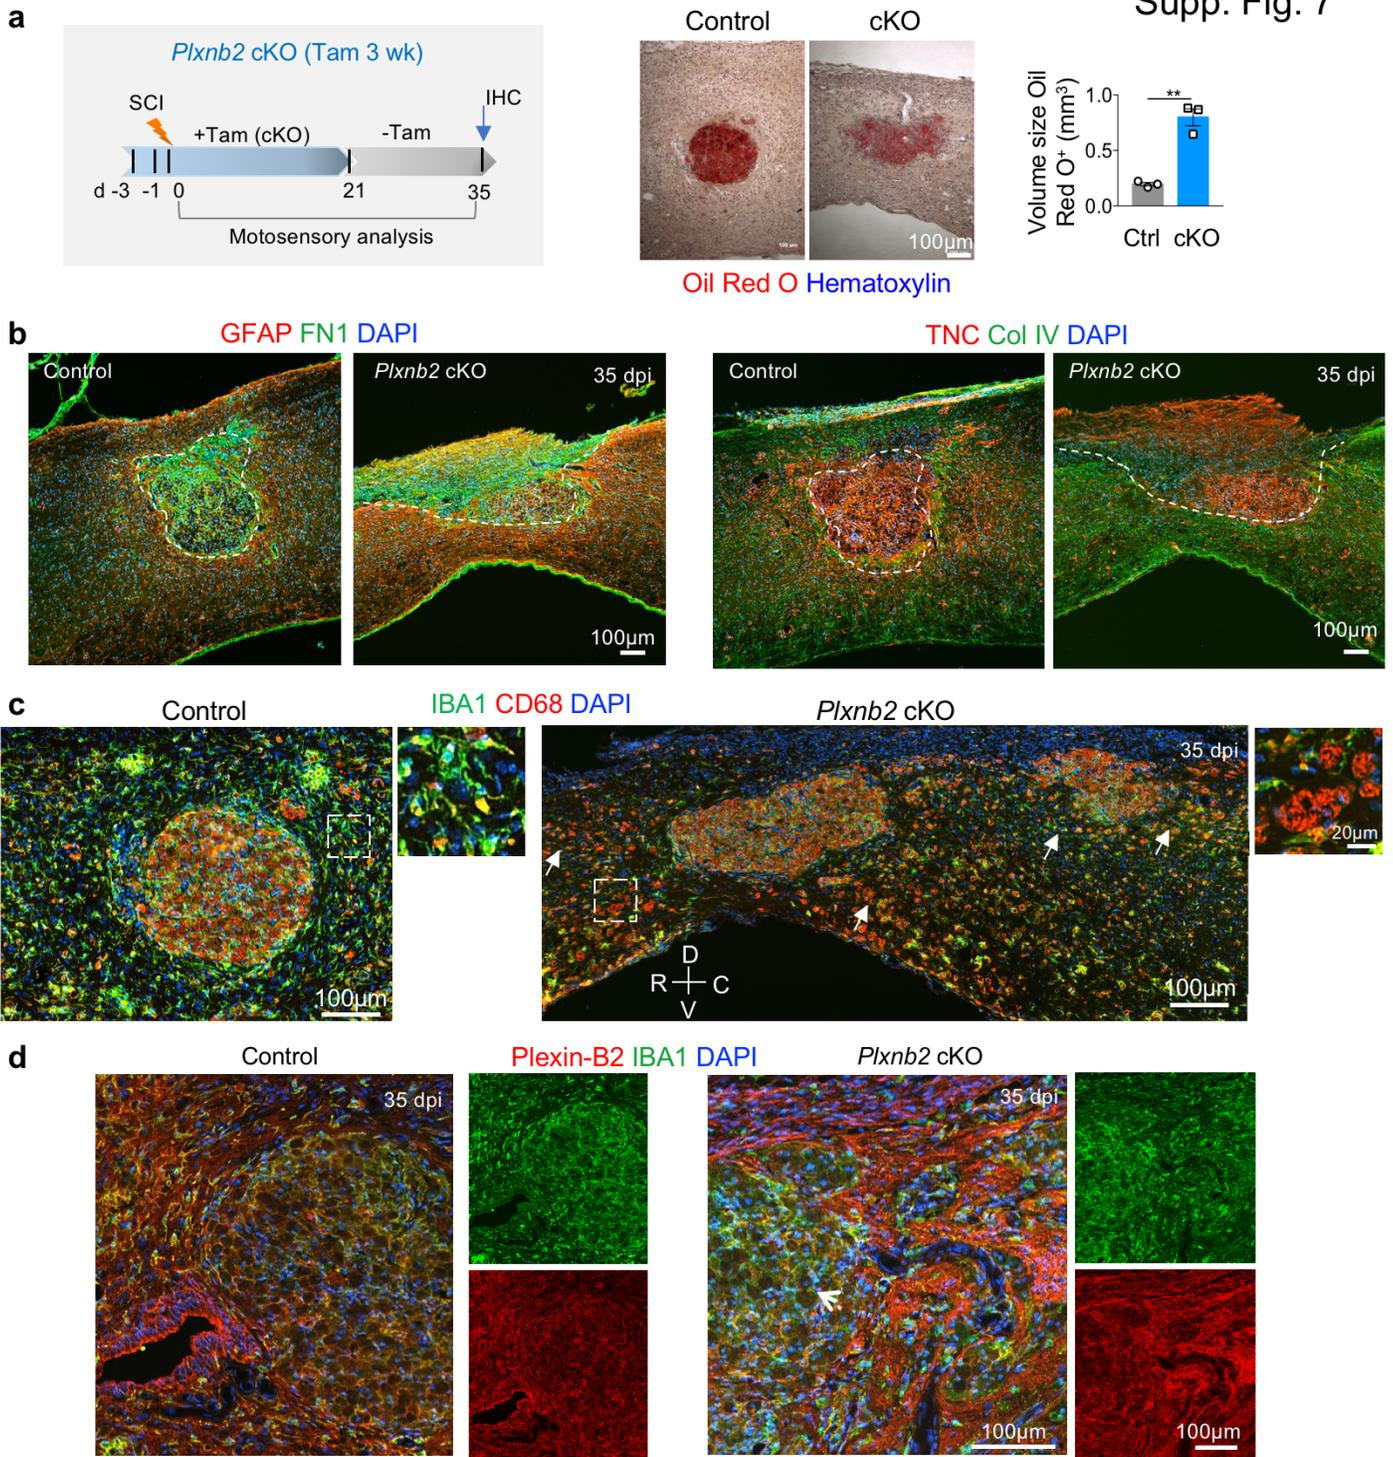 Supp. Fig. 7
a
Plxnb2 cKO (Tam 3 wk)
SCI
IHC
+Tam (cKO)
-Tam
d -3 -1 0 21 35
Motosensory analysis
Control cKO
100 µm
100µm
Oil Red O Hematoxylin
Volume size Oil
Red O+ (mm3)
1.0
0.5
0.0
**
Ctrl cKO
b
GFAP FN1 DAPI
Control
Plxnb2 cKO
35 dpi
100µm
TNC Col IV DAPI
Control
Plxnb2 cKO
35 dpi
100µm
c
Control
IBA1 CD68 DAPI
Plxnb2 cKO
35 dpi
100µm
D
R C
V
100µm
20µm
d
Control
Plexin-B2 IBA1 DAPI
Plxnb2 cKO
35 dpi
35 dpi
100µm
100µm